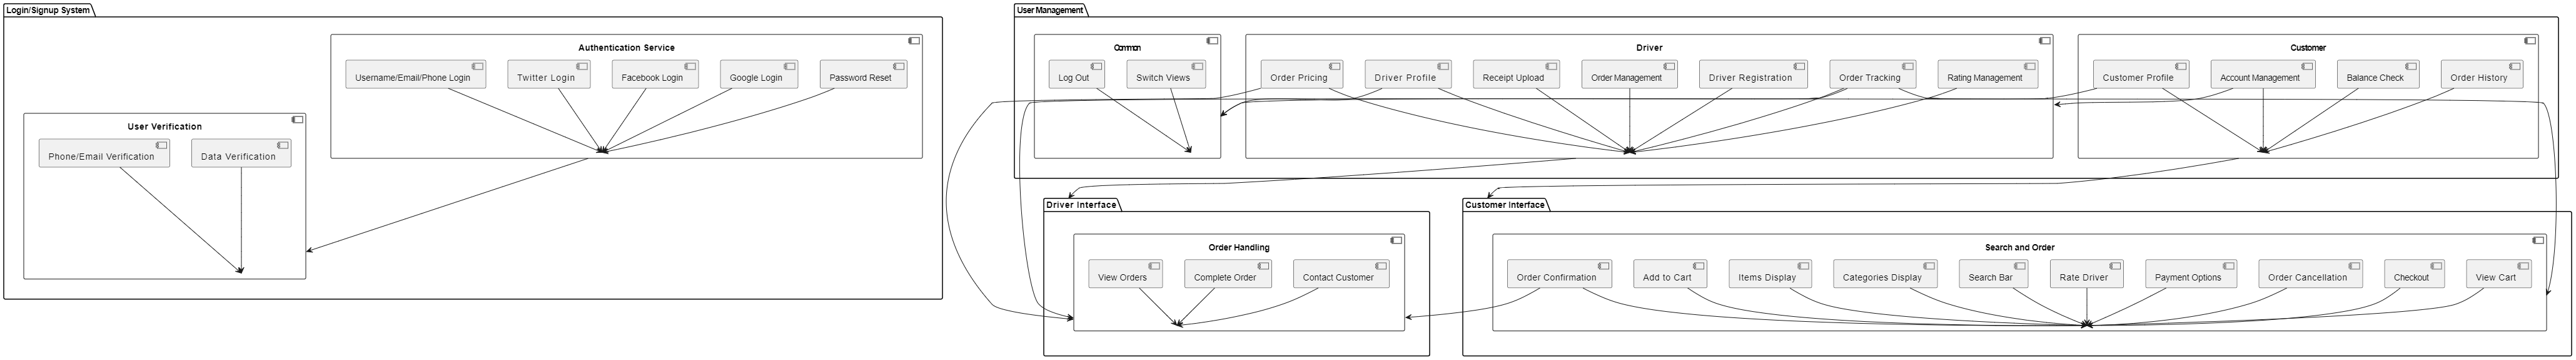 Login/Signup System
Authentication Service
Username/Email/Phone Login
Twitter Login
Facebook Login
Google Login
Password Reset
User Verification
Phone/Email Verification
Data Verification
User Management
Common
Log Out
Switch Views
Driver
Order Pricing
Driver Profile
Receipt Upload
Order Management
Driver Registration
Order Tracking
Rating Management
Customer
Customer Profile
Account Management
Balance Check
Order History
Driver Interface
Order Handling
View Orders
Complete Order
Contact Customer
Customer Interface
Search and Order
Order Confirmation
Add to Cart
Items Display
Categories Display
Search Bar
Rate Driver
Payment Options
Order Cancellation
Checkout
View Cart